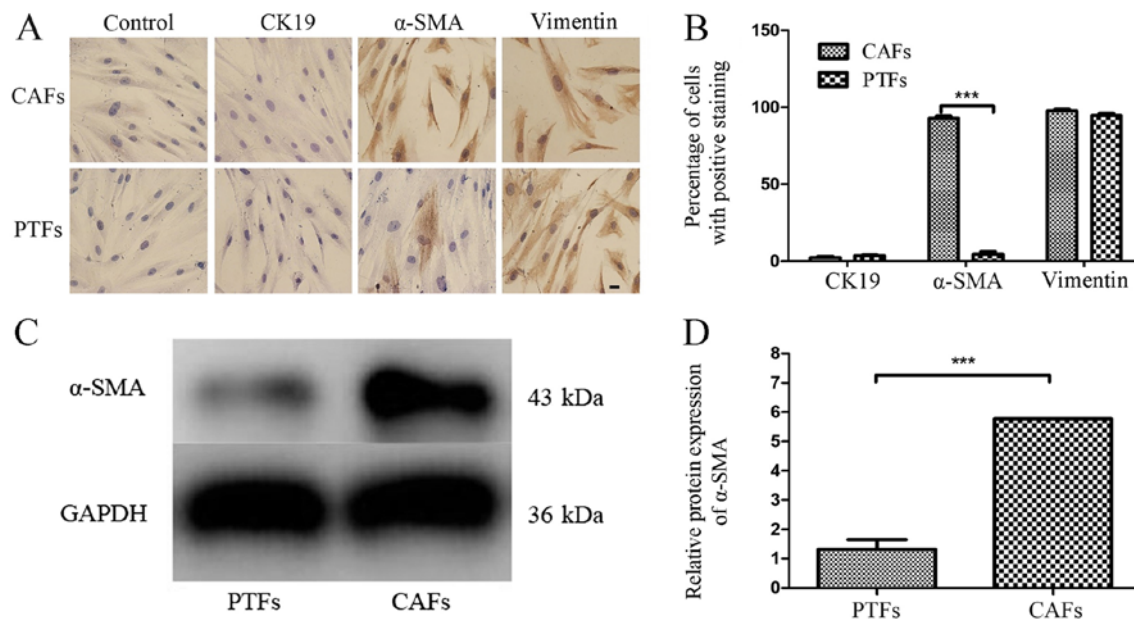 A
Control CK19 α-SMA Vimentin
CAFs
PTFs
B
Percentage of cells
with positive staining
150
100
50
0
CAFs
PTFs
***
CK19 α-SMA Vimentin
C
α-SMA
43 kDa
GAPDH
36 kDa
PTFs CAFs
D
Relative protein expression
of α-SMA
8
7
6
5
4
3
2
1
0
***
PTFs CAFs